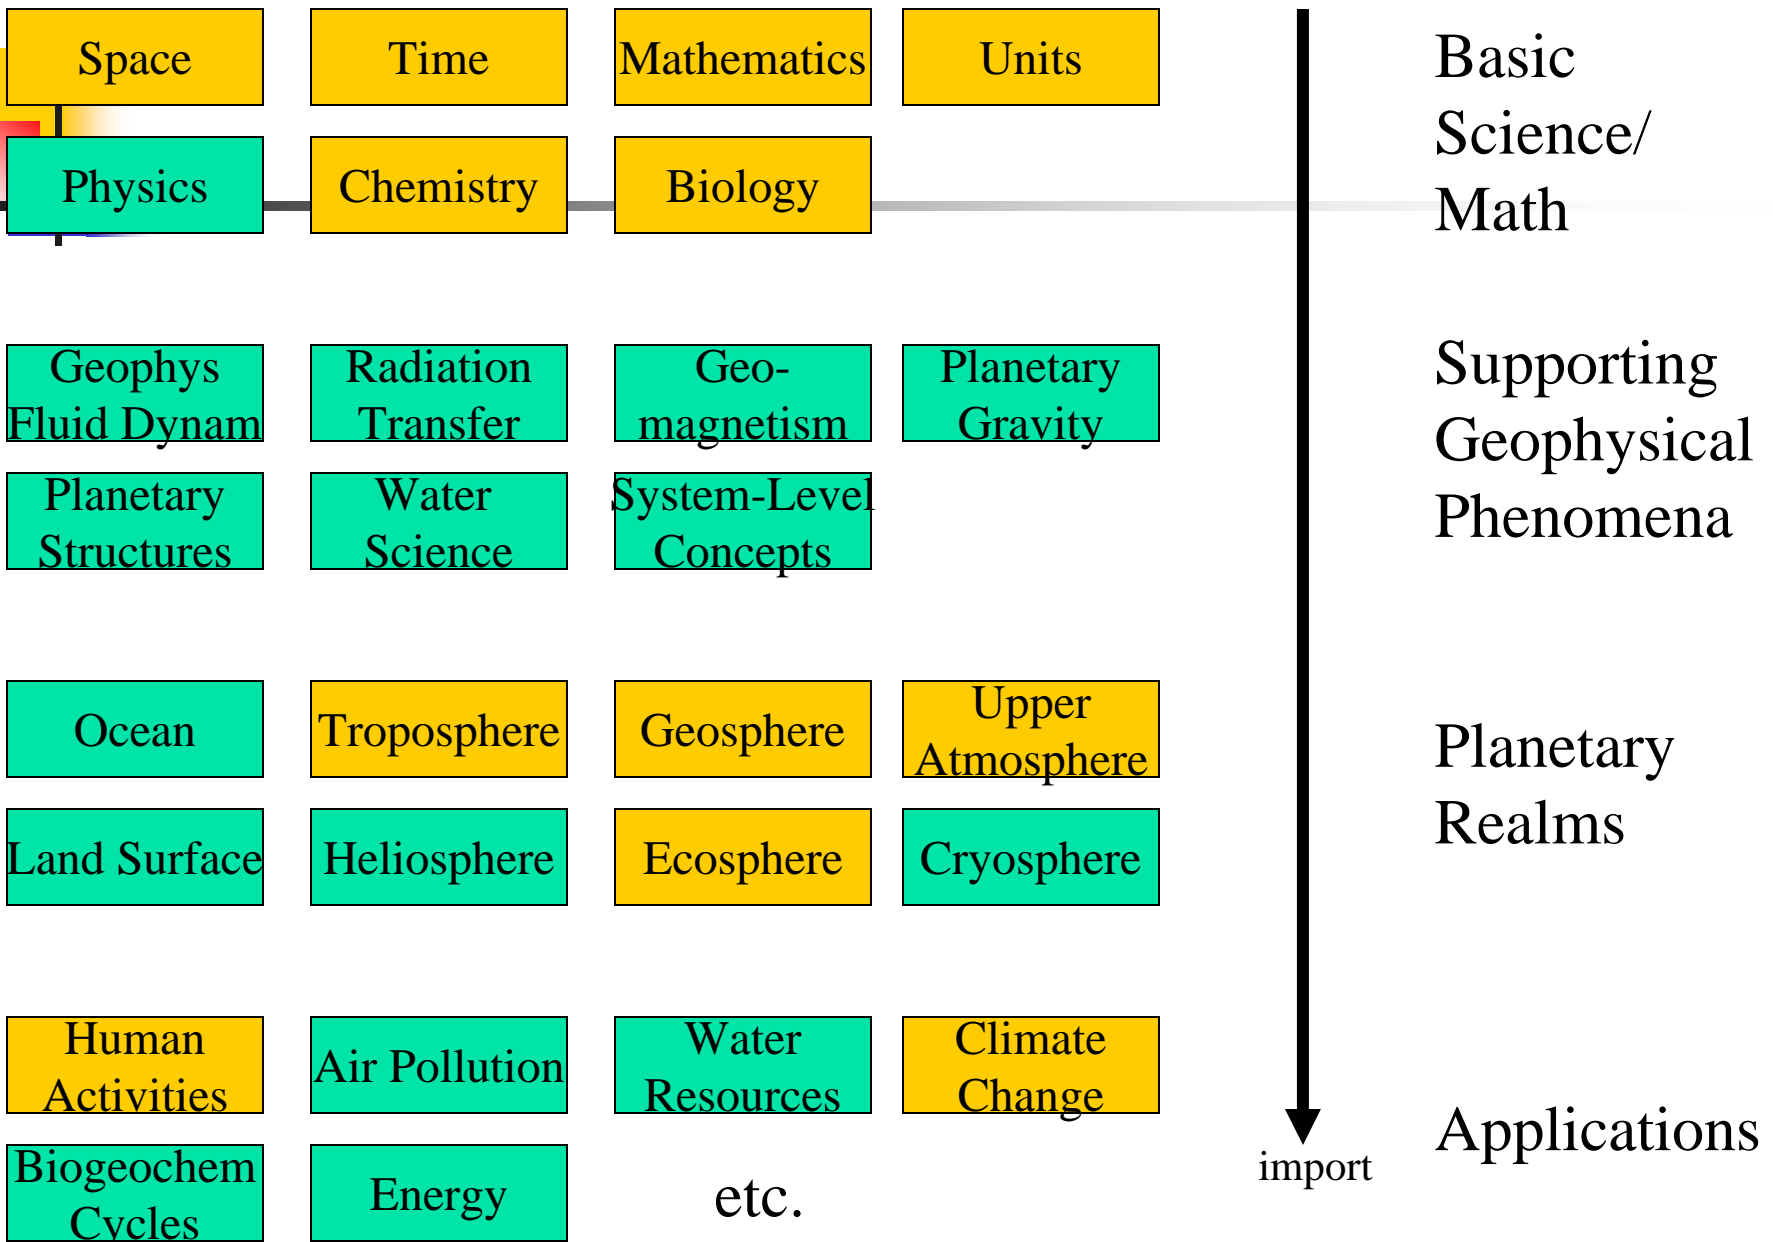 Space
Time
Mathematics
Units
Physics
Chemistry
Biology
Basic
Science/
Math
Geophys
Fluid Dynam
Radiation
Transfer
Geo-
magnetism
Planetary
Gravity
Planetary
Structures
Water
Science
System-Level
Concepts
Supporting
Geophysical
Phenomena
Ocean
Troposphere
Geosphere
Upper
Atmosphere
Land Surface
Heliosphere
Ecosphere
Cryosphere
Planetary
Realms
Human
Activities
Air Pollution
Water
Resources
Climate
Change
Biogeochem
Cycles
Energy
etc.
import
Applications